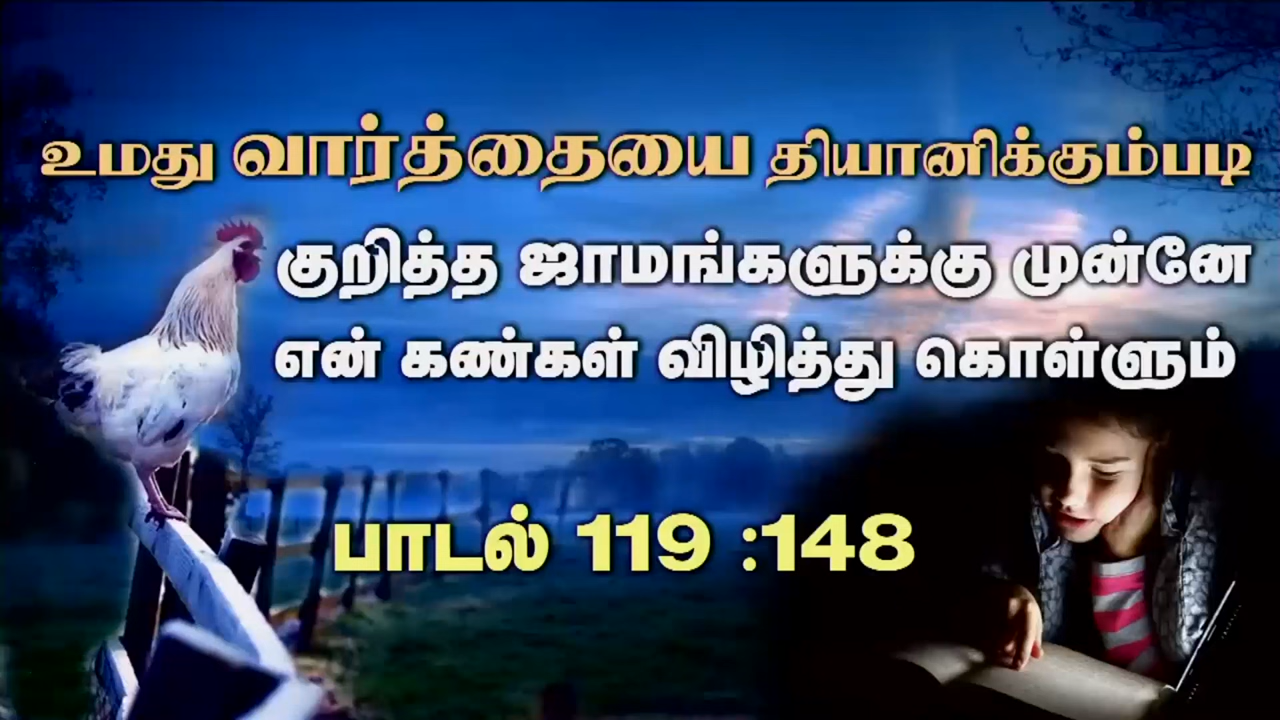 உமது வார்த்தையை தியானிக்கும்படி
குறித்த ஜாமங்களுக்கு முன்னே
என் கண்கள் விழித்து கொள்ளும்
பாடல் 119 :148